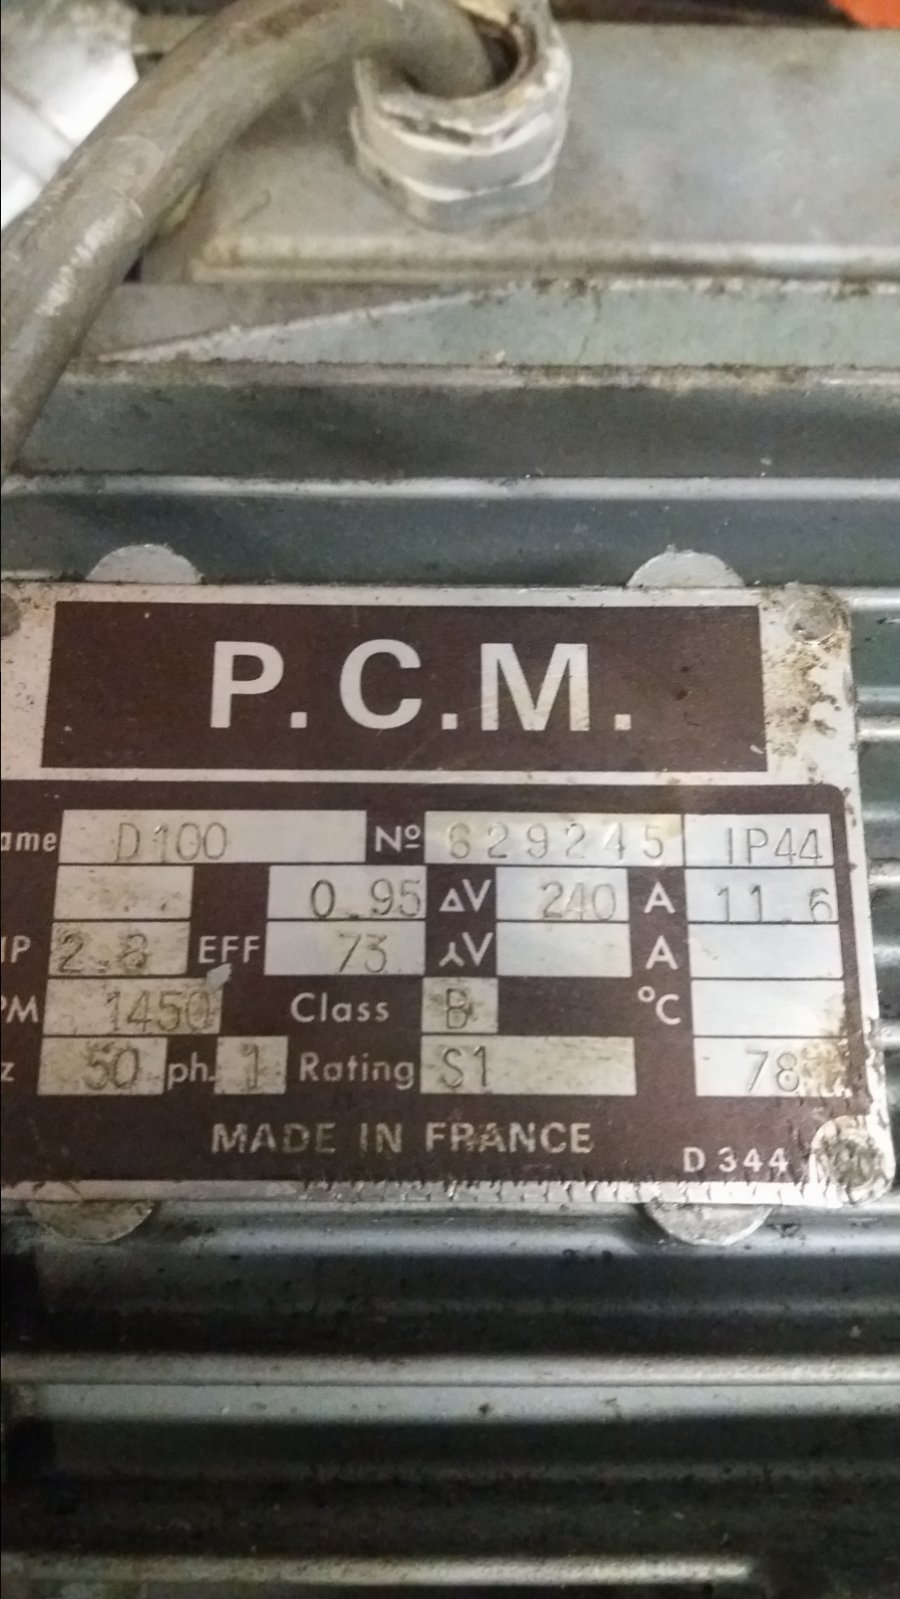 P.C.M.
ame D100 Nº 629245 IP44
0.95 ΔV 240 A 11.6
HP 2.8 EFF 73 ⅄V A
PM 1450 Class B °C
z 50 ph. 1 Rating S1 78
MADE IN FRANCE
D 344